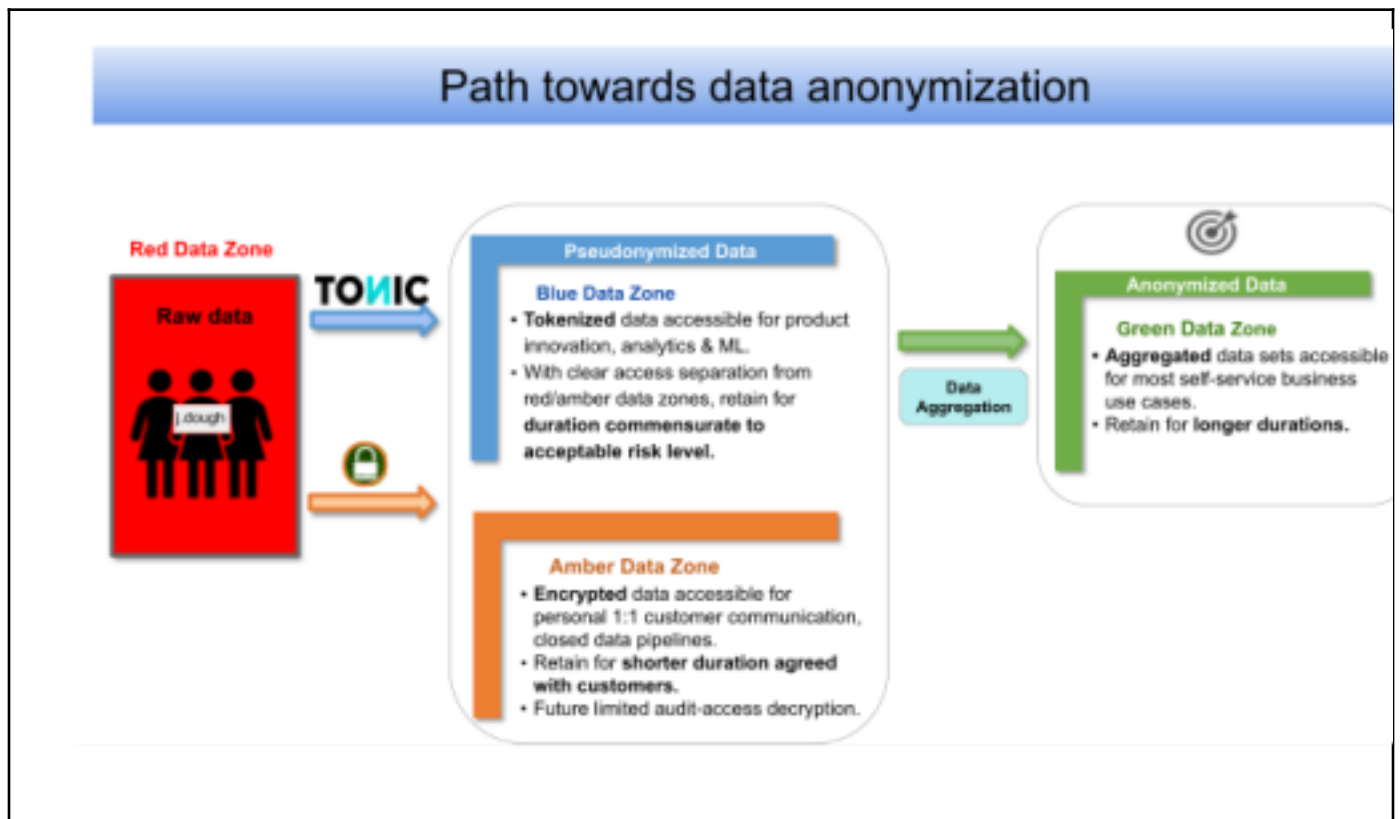 Path towards data anonymization
Red Data Zone
Raw data
j.dough
TONIC
Pseudonymized Data
Blue Data Zone
• Tokenized data accessible for product
innovation, analytics & ML.
• With clear access separation from
red/amber data zones, retain for
duration commensurate to
acceptable risk level.
Amber Data Zone
• Encrypted data accessible for
personal 1:1 customer communication,
closed data pipelines.
• Retain for shorter duration agreed
with customers.
• Future limited audit-access decryption.
Data
Aggregation
Anonymized Data
Green Data Zone
• Aggregated data sets accessible
for most self-service business
use cases.
• Retain for longer durations.